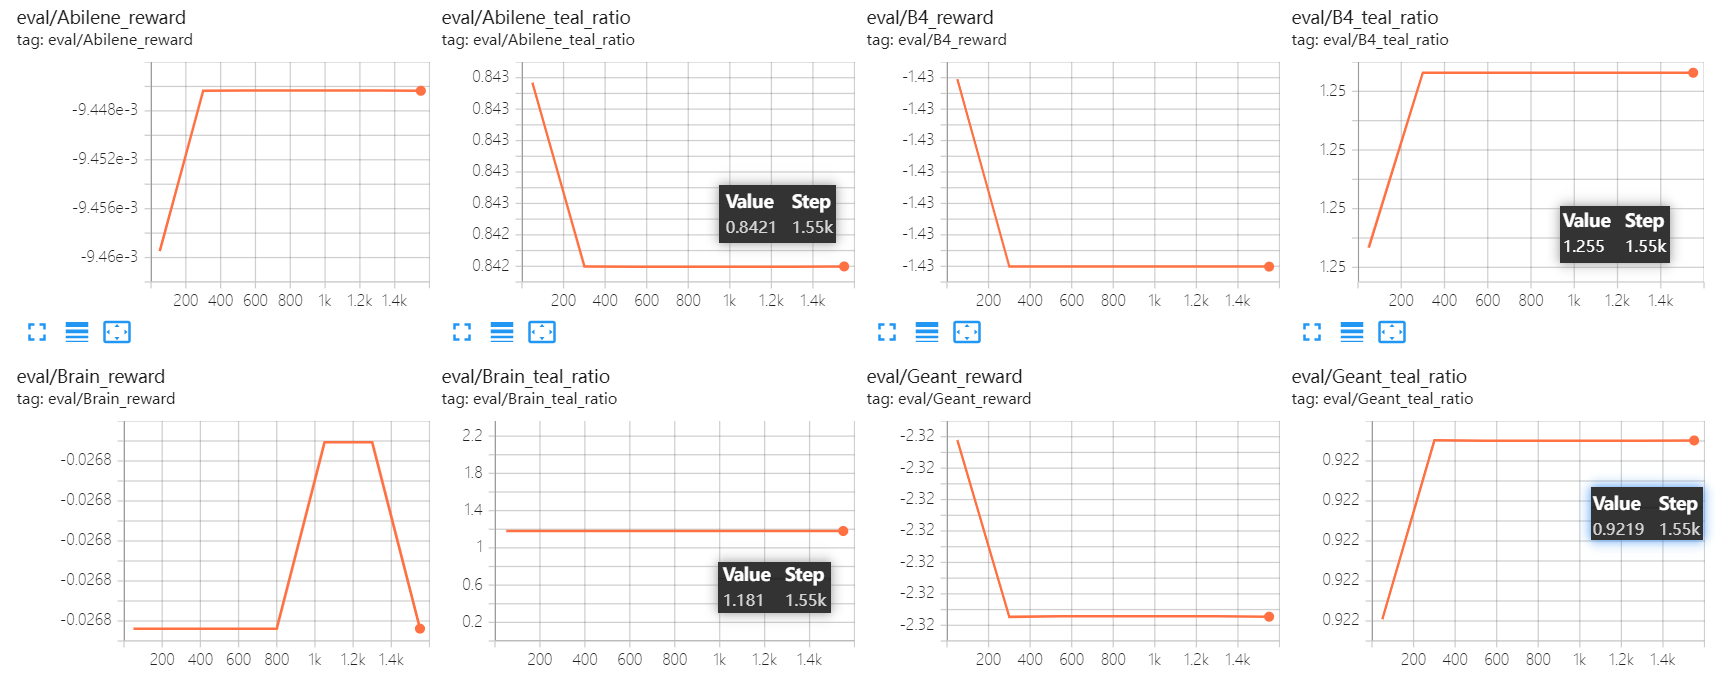 eval/Abilene_reward
tag: eval/Abilene_reward
-9.448e-3
-9.452e-3
-9.456e-3
-9.46e-3
200 400 600 800 1k 1.2k 1.4k
eval/Abilene_teal_ratio
tag: eval/Abilene_teal_ratio
0.843
0.843
0.843
0.843
0.843
0.842
0.842
Value Step
0.8421 1.55k
200 400 600 800 1k 1.2k 1.4k
eval/B4_reward
tag: eval/B4_reward
-1.43
-1.43
-1.43
-1.43
-1.43
-1.43
-1.43
200 400 600 800 1k 1.2k 1.4k
eval/B4_teal_ratio
tag: eval/B4_teal_ratio
1.25
1.25
1.25
1.25
Value Step
1.255 1.55k
200 400 600 800 1k 1.2k 1.4k
eval/Brain_reward
tag: eval/Brain_reward
-0.0268
-0.0268
-0.0268
-0.0268
-0.0268
200 400 600 800 1k 1.2k 1.4k
eval/Brain_teal_ratio
tag: eval/Brain_teal_ratio
2.2
1.8
1.4
1
0.6
0.2
Value Step
1.181 1.55k
200 400 600 800 1k 1.2k 1.4k
eval/Geant_reward
tag: eval/Geant_reward
-2.32
-2.32
-2.32
-2.32
-2.32
-2.32
-2.32
200 400 600 800 1k 1.2k 1.4k
eval/Geant_teal_ratio
tag: eval/Geant_teal_ratio
0.922
0.922
0.922
0.922
0.922
Value Step
0.9219 1.55k
200 400 600 800 1k 1.2k 1.4k